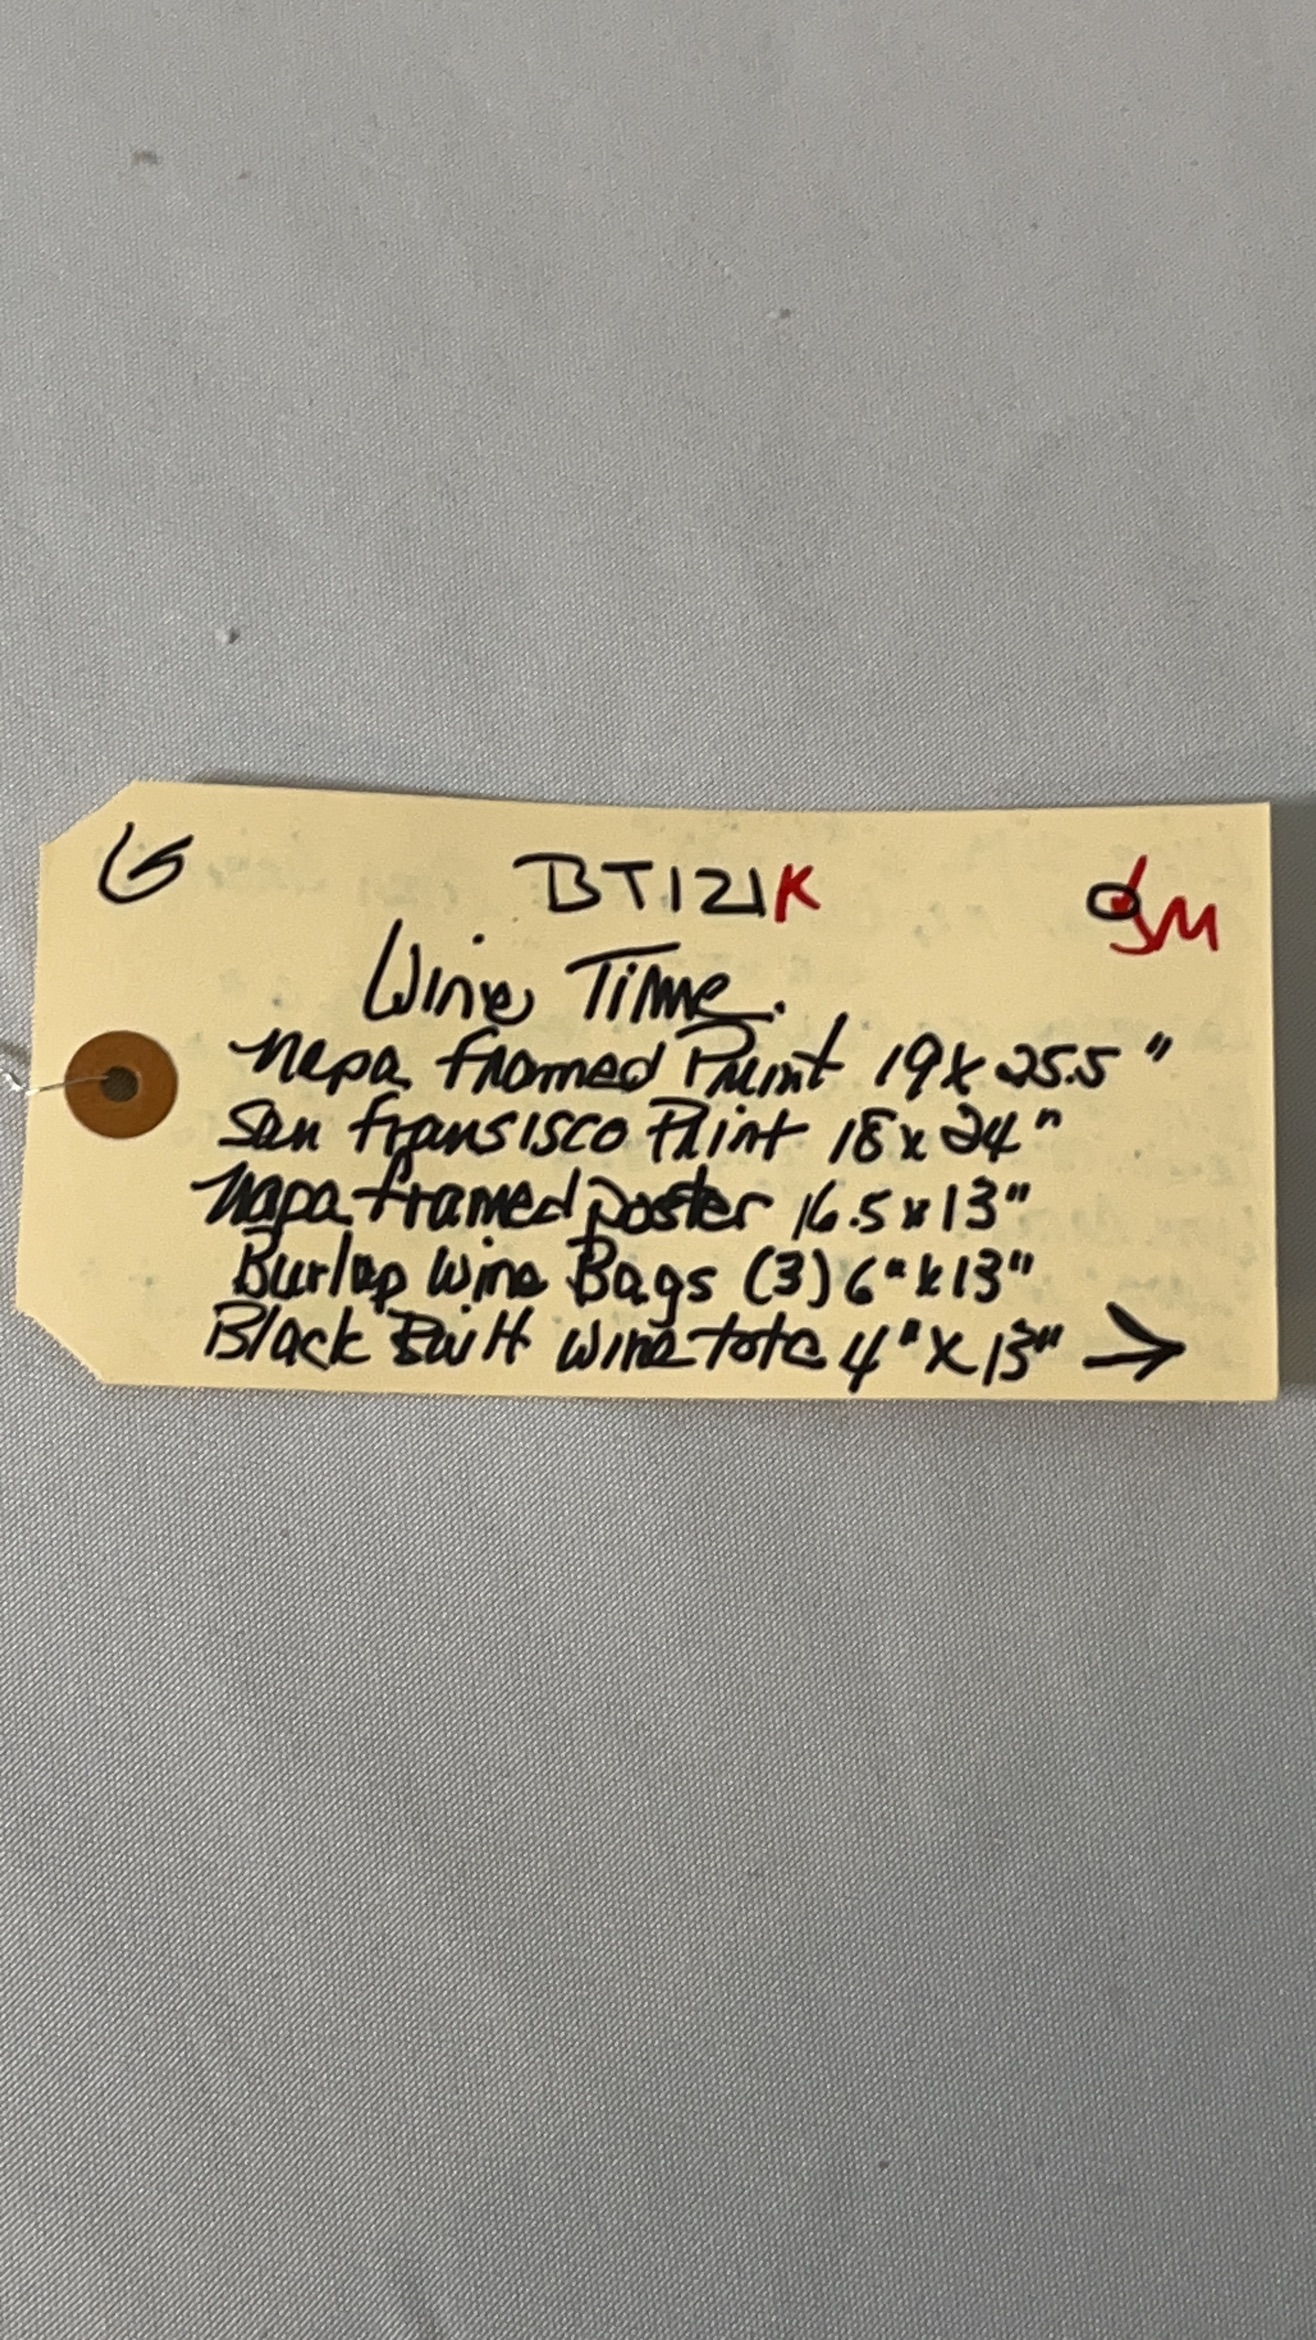 G BT121K JM
Wine Time.
Napa framed Print 19x25.5"
San fransisco Print 18x24"
Napa framed poster 16.5x13"
Burlap Wine Bags (3) 6"x13"
Black Built wine tote 4"x13" →